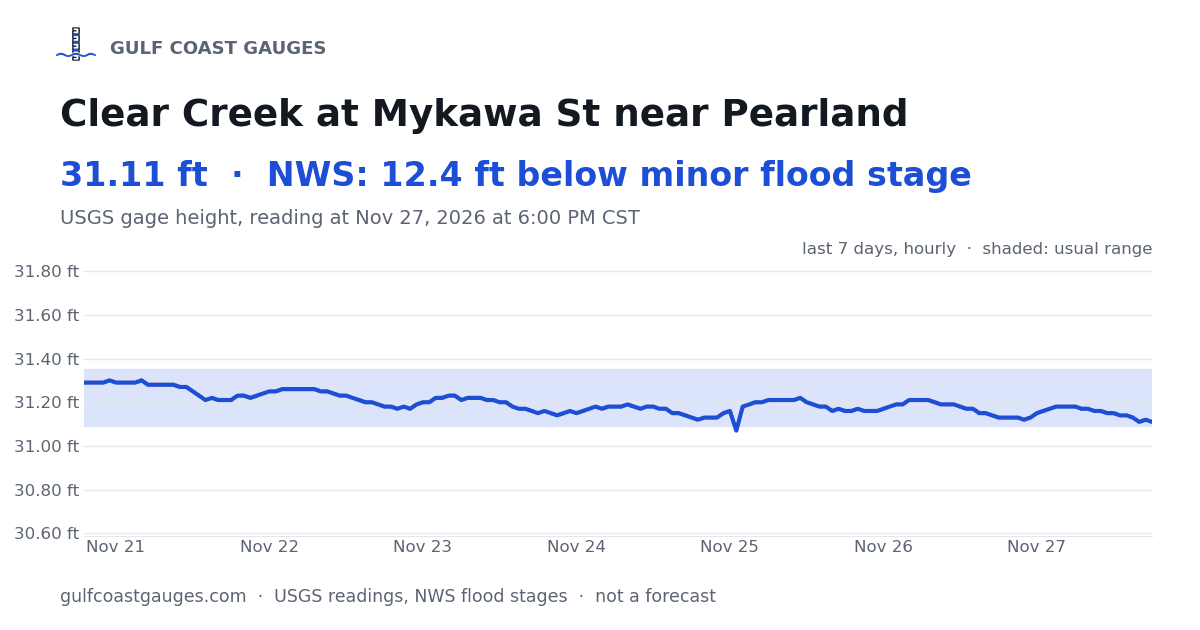 GULF COAST GAUGES
Clear Creek at Mykawa St near Pearland
31.11 ft · NWS: 12.4 ft below minor flood stage
USGS gage height, reading at Nov 27, 2026 at 6:00 PM CST
last 7 days, hourly · shaded: usual range
31.80 ft
31.60 ft
31.40 ft
31.20 ft
31.00 ft
30.80 ft
30.60 ft
Nov 21 Nov 22 Nov 23 Nov 24 Nov 25 Nov 26 Nov 27
gulfcoastgauges.com · USGS readings, NWS flood stages · not a forecast